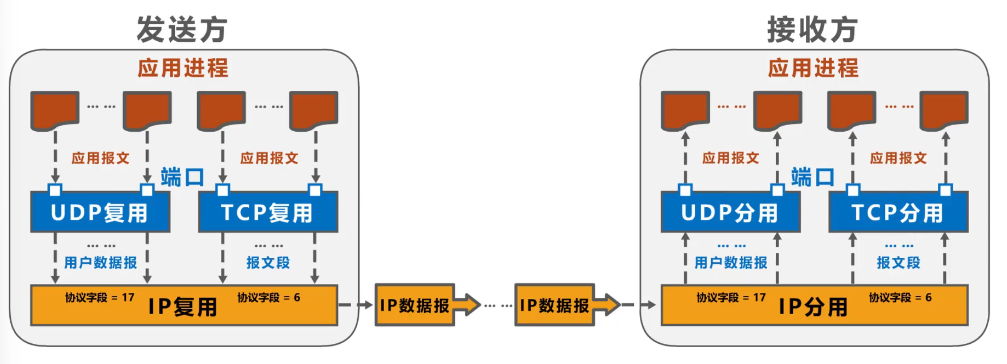 发送方
接收方
应用进程
应用进程
... ...
... ...
... ...
... ...
应用报文
应用报文
应用报文
应用报文
端口
端口
UDP复用
TCP复用
UDP分用
TCP分用
... ...
... ...
... ...
... ...
用户数据报
报文段
用户数据报
报文段
协议字段 = 17
IP复用
协议字段 = 6
IP数据报
... ...
IP数据报
协议字段 = 17
IP分用
协议字段 = 6